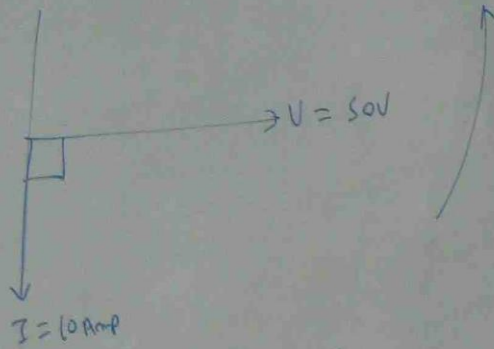 V = 50V
I = 10 Amp